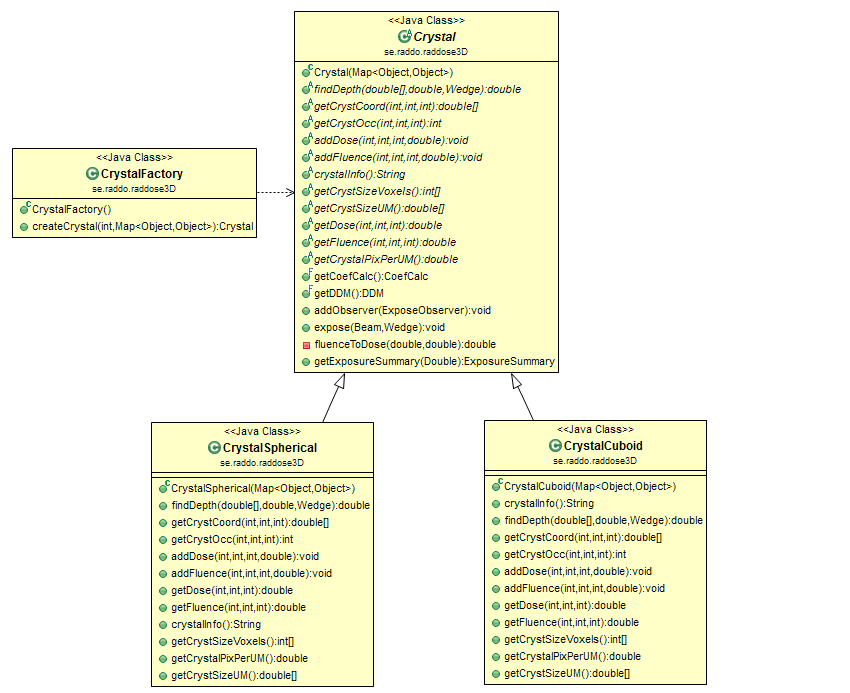 <<Java Class>>
Crystal
se.raddo.raddose3D
Crystal(Map<Object,Object>)
findDepth(double[],double,Wedge):double
getCrystCoord(int,int,int):double[]
getCrystOcc(int,int,int):int
addDose(int,int,int,double):void
addFluence(int,int,int,double):void
crystalInfo():String
getCrystSizeVoxels():int[]
getCrystSizeUM():double[]
getDose(int,int,int):double
getFluence(int,int,int):double
getCrystalPixPerUM():double
getCoefCalc():CoefCalc
getDDM():DDM
addObserver(ExposeObserver):void
expose(Beam,Wedge):void
fluenceToDose(double,double):double
getExposureSummary(Double):ExposureSummary
<<Java Class>>
CrystalFactory
se.raddo.raddose3D
CrystalFactory()
createCrystal(int,Map<Object,Object>):Crystal
<<Java Class>>
CrystalSpherical
se.raddo.raddose3D
CrystalSpherical(Map<Object,Object>)
findDepth(double[],double,Wedge):double
getCrystCoord(int,int,int):double[]
getCrystOcc(int,int,int):int
addDose(int,int,int,double):void
addFluence(int,int,int,double):void
getDose(int,int,int):double
getFluence(int,int,int):double
crystalInfo():String
getCrystSizeVoxels():int[]
getCrystalPixPerUM():double
getCrystSizeUM():double[]
<<Java Class>>
CrystalCuboid
se.raddo.raddose3D
CrystalCuboid(Map<Object,Object>)
crystalInfo():String
findDepth(double[],double,Wedge):double
getCrystCoord(int,int,int):double[]
getCrystOcc(int,int,int):int
addDose(int,int,int,double):void
addFluence(int,int,int,double):void
getDose(int,int,int):double
getFluence(int,int,int):double
getCrystSizeVoxels():int[]
getCrystalPixPerUM():double
getCrystSizeUM():double[]